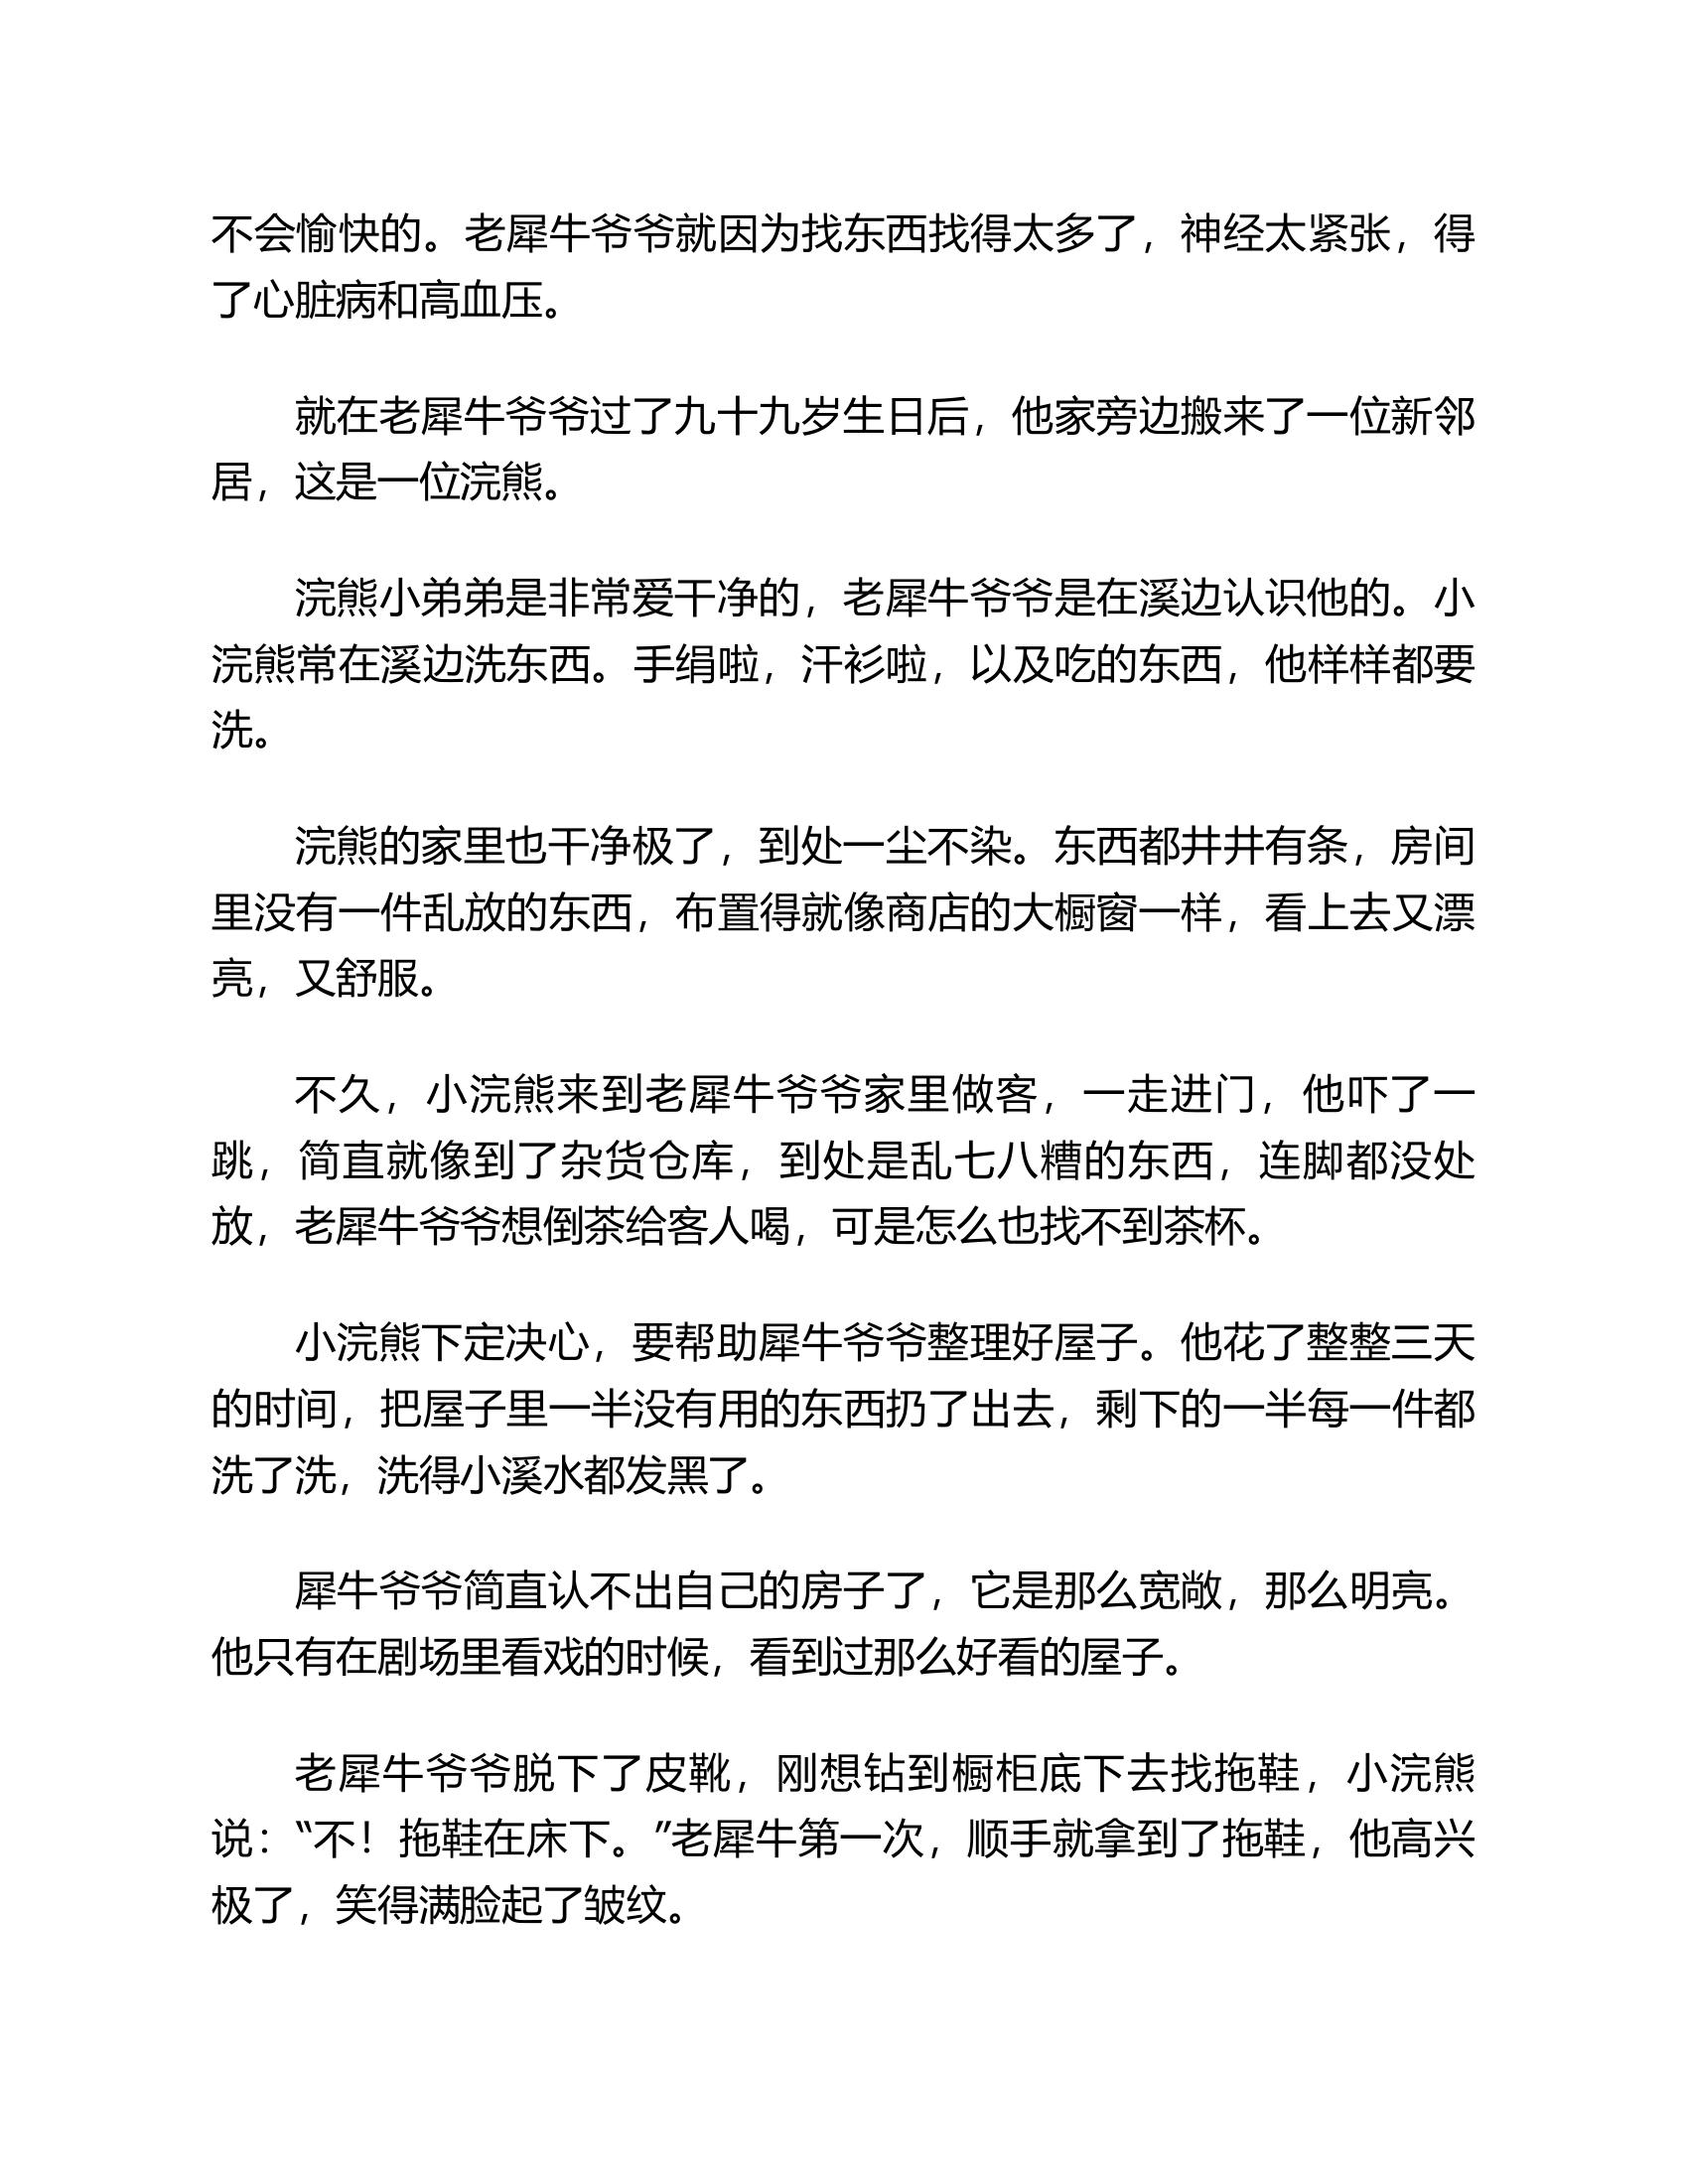 不会愉快的。老犀牛爷爷就因为找东西找得太多了，神经太紧张，得
了心脏病和高血压。
就在老犀牛爷爷过了九十九岁生日后，他家旁边搬来了一位新邻
居，这是一位浣熊。
浣熊小弟弟是非常爱干净的，老犀牛爷爷是在溪边认识他的。小
浣熊常在溪边洗东西。手绢啦，汗衫啦，以及吃的东西，他样样都要
洗。
浣熊的家里也干净极了，到处一尘不染。东西都井井有条，房间
里没有一件乱放的东西，布置得就像商店的大橱窗一样，看上去又漂
亮，又舒服。
不久，小浣熊来到老犀牛爷爷家里做客，一走进门，他吓了一
跳，简直就像到了杂货仓库，到处是乱七八糟的东西，连脚都没处
放，老犀牛爷爷想倒茶给客人喝，可是怎么也找不到茶杯。
小浣熊下定决心，要帮助犀牛爷爷整理好屋子。他花了整整三天
的时间，把屋子里一半没有用的东西扔了出去，剩下的一半每一件都
洗了洗，洗得小溪水都发黑了。
犀牛爷爷简直认不出自己的房子了，它是那么宽敞，那么明亮。
他只有在剧场里看戏的时候，看到过那么好看的屋子。
老犀牛爷爷脱下了皮靴，刚想钻到橱柜底下去找拖鞋，小浣熊
说：“不！拖鞋在床下。”老犀牛第一次，顺手就拿到了拖鞋，他高兴
极了，笑得满脸起了皱纹。